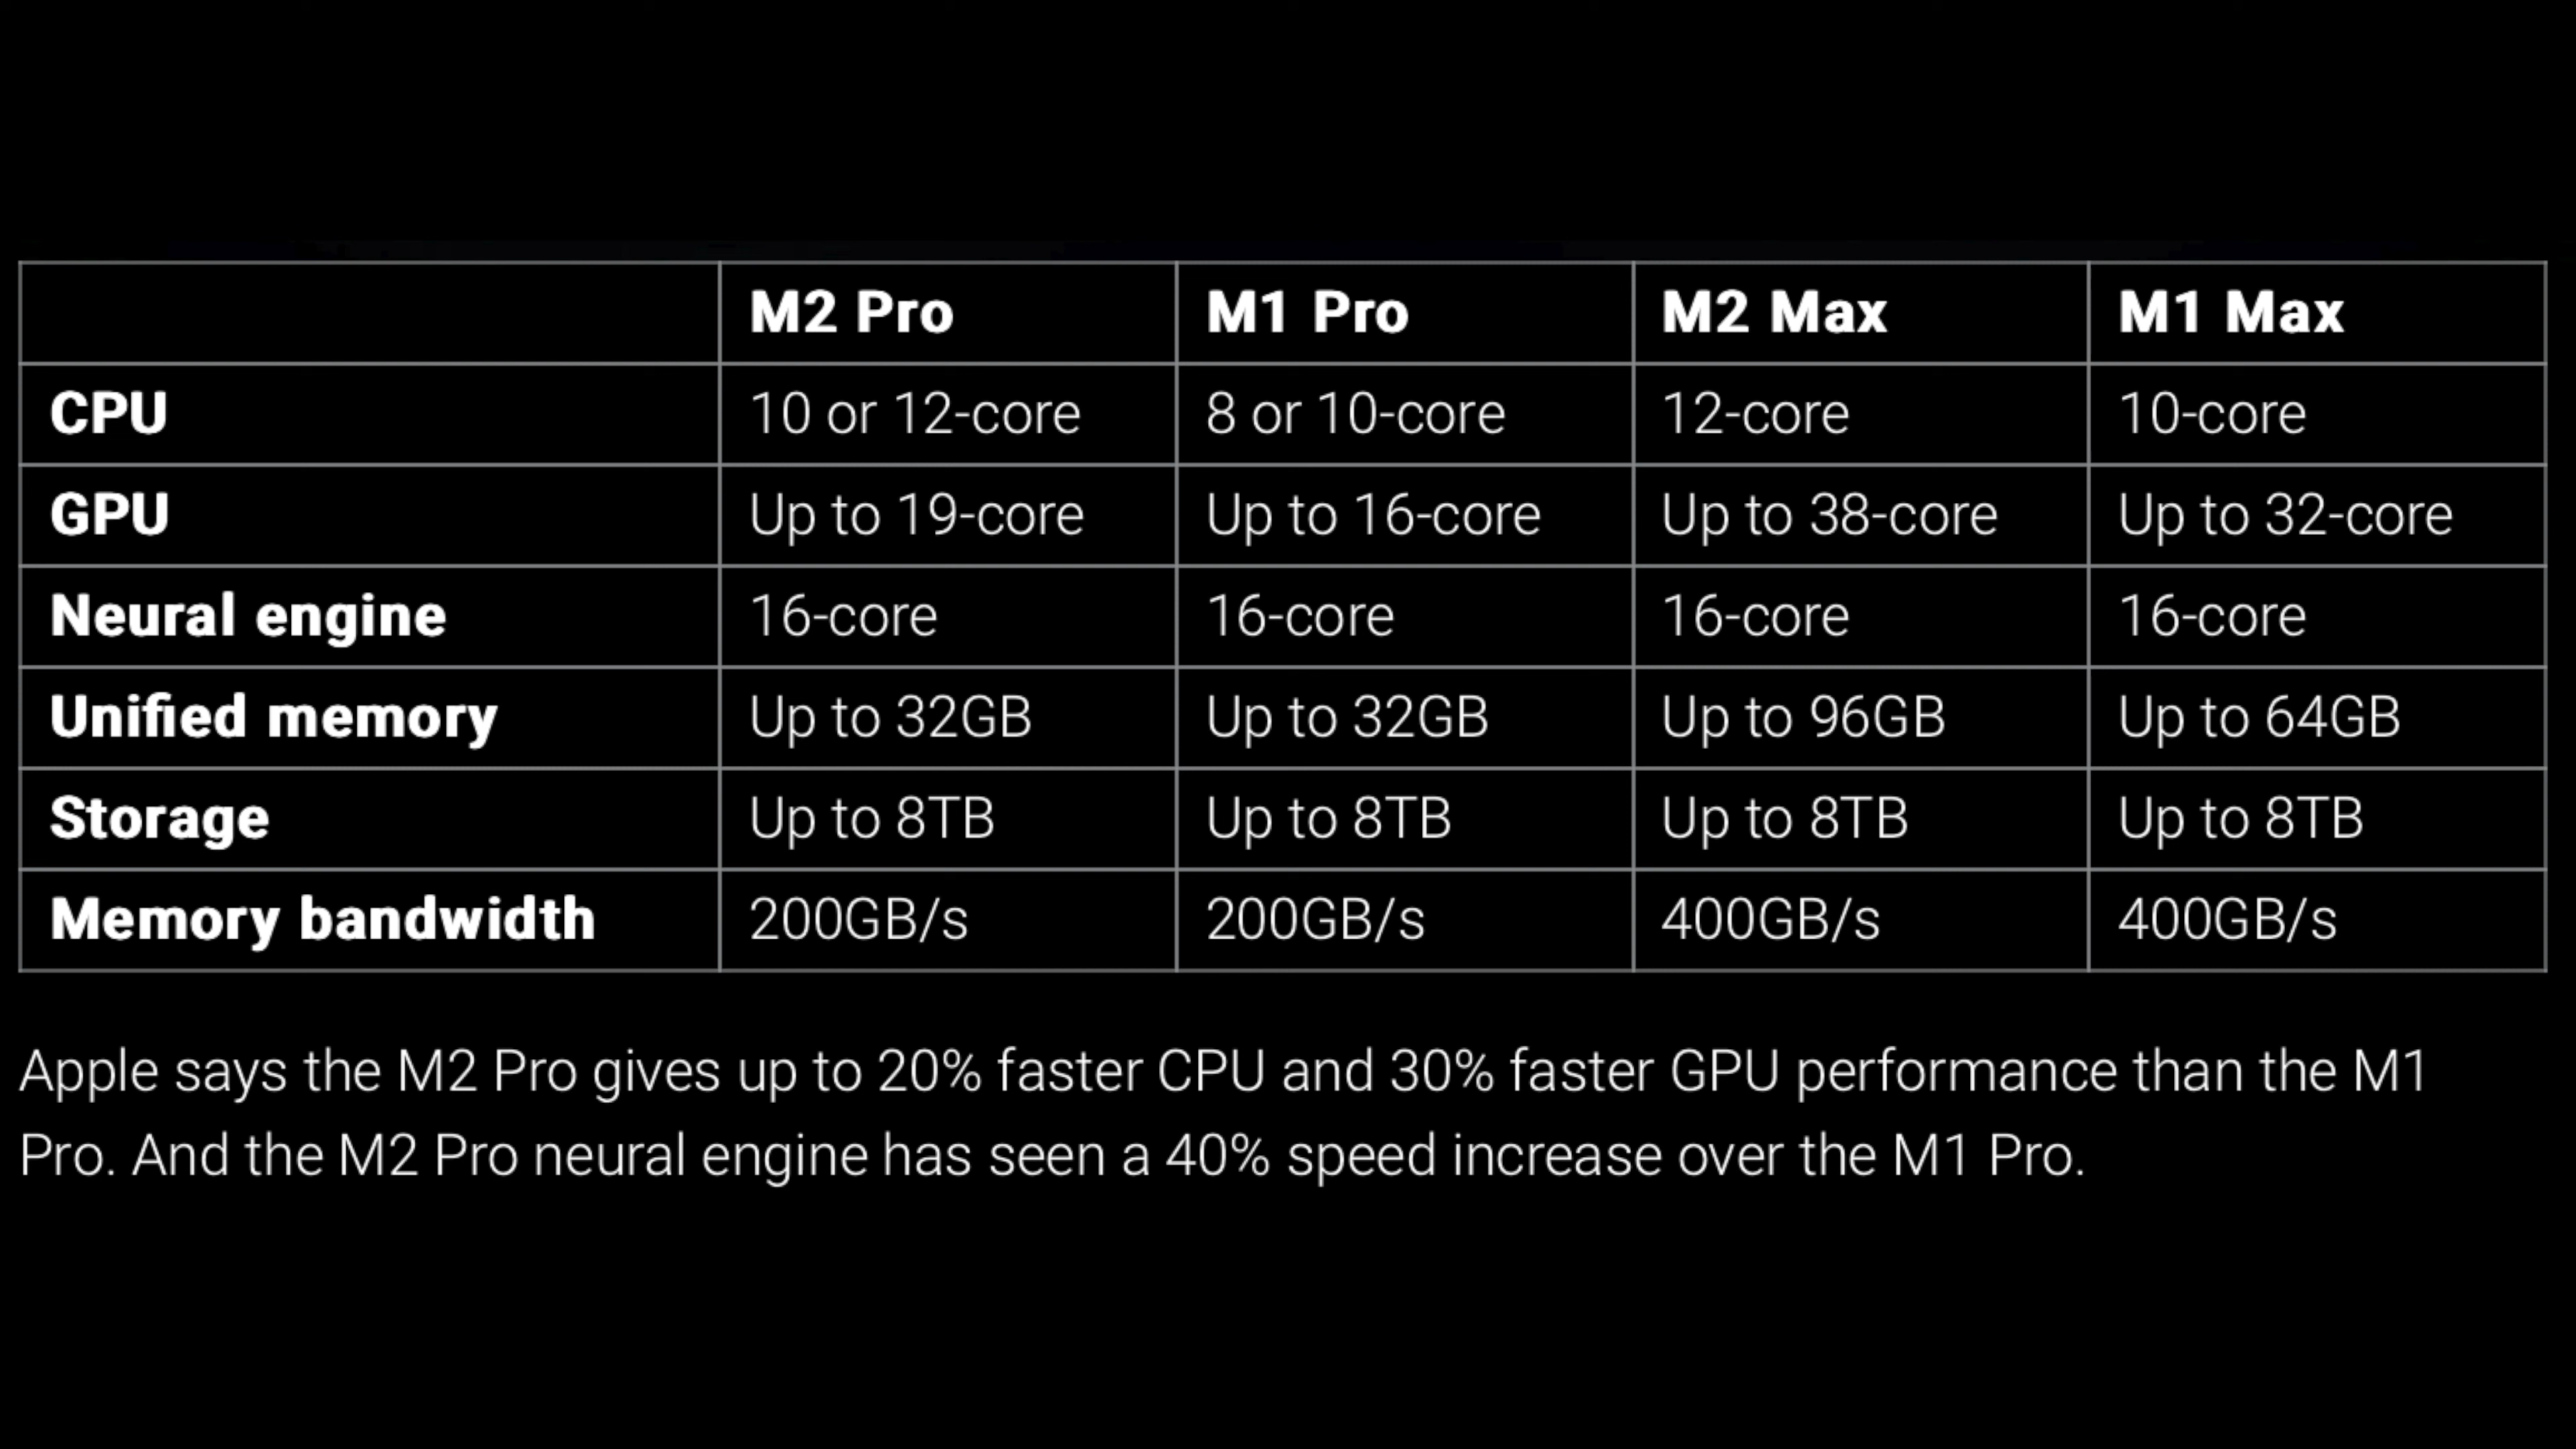 M2 Pro M1 Pro M2 Max M1 Max
CPU 10 or 12-core 8 or 10-core 12-core 10-core
GPU Up to 19-core Up to 16-core Up to 38-core Up to 32-core
Neural engine 16-core 16-core 16-core 16-core
Unified memory Up to 32GB Up to 32GB Up to 96GB Up to 64GB
Storage Up to 8TB Up to 8TB Up to 8TB Up to 8TB
Memory bandwidth 200GB/s 200GB/s 400GB/s 400GB/s
Apple says the M2 Pro gives up to 20% faster CPU and 30% faster GPU performance than the M1
Pro. And the M2 Pro neural engine has seen a 40% speed increase over the M1 Pro.